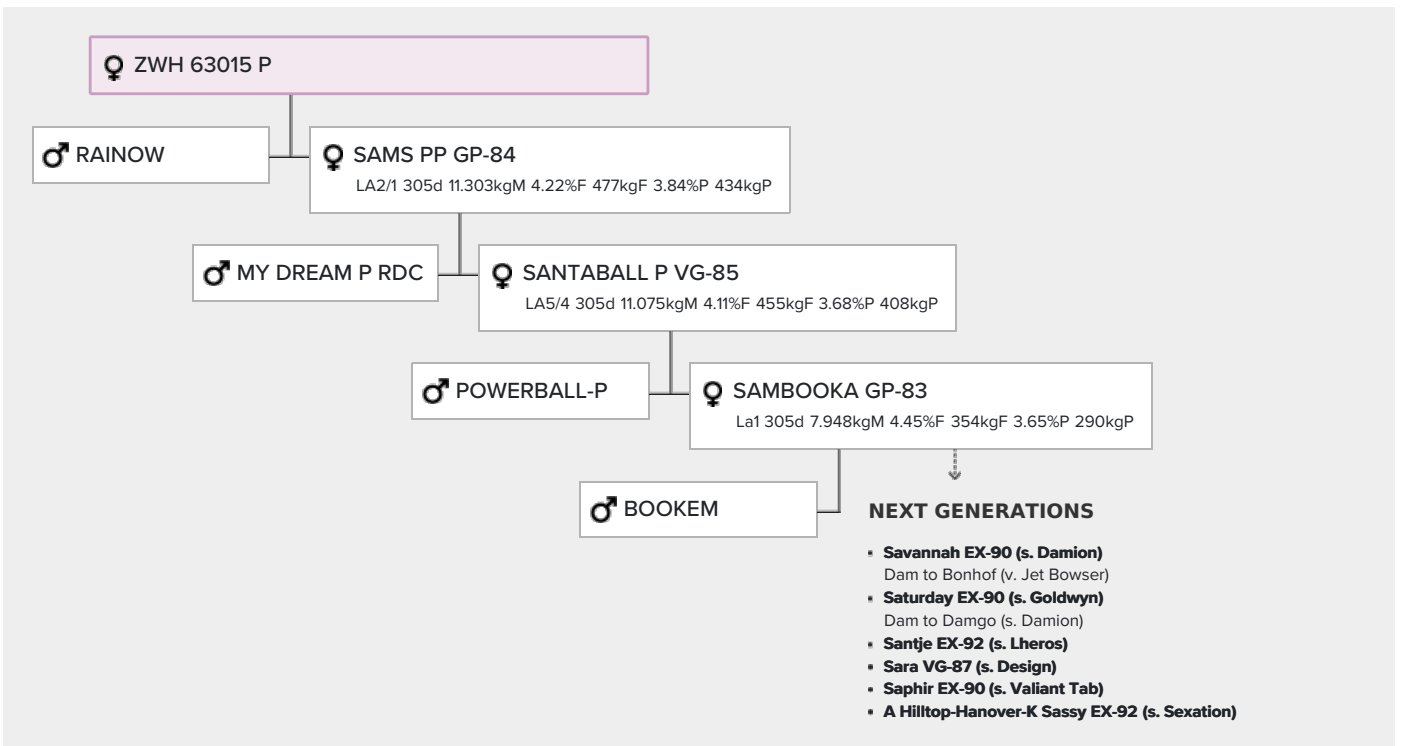 ZWH 63015 P
RAINOW
SAMS PP GP-84
LA2/1 305d 11.303kgM 4.22%F 477kgF 3.84%P 434kgP
MY DREAM P RDC
SANTABALL P VG-85
LA5/4 305d 11.075kgM 4.11%F 455kgF 3.68%P 408kgP
POWERBALL-P
SAMBOOKA GP-83
La1 305d 7.948kgM 4.45%F 354kgF 3.65%P 290kgP
BOOKEM
NEXT GENERATIONS
Savannah EX-90 (s. Damion)
Dam to Bonhof (v. Jet Bowser)
Saturday EX-90 (s. Goldwyn)
Dam to Damgo (s. Damion)
Santje EX-92 (s. Lheros)
Sara VG-87 (s. Design)
Saphir EX-90 (s. Valiant Tab)
A Hilltop-Hanover-K Sassy EX-92 (s. Sexation)